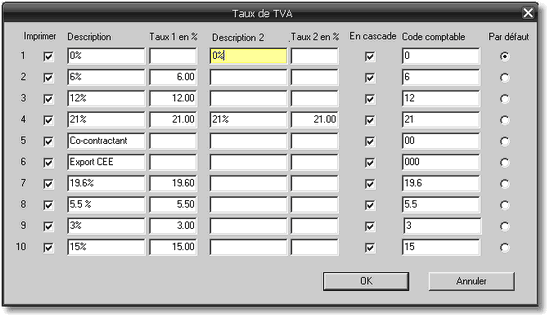 Taux de TVA
Imprimer Description Taux 1 en % Description 2 Taux 2 en % En cascade Code comptable Par défaut
1 0% 0% 0
2 6% 6.00 6
3 12% 12.00 12
4 21% 21.00 21% 21.00 21
5 Co-contractant 00
6 Export CEE 000
7 19.6% 19.60 19.6
8 5.5 % 5.50 5.5
9 3% 3.00 3
10 15% 15.00 15
OK Annuler